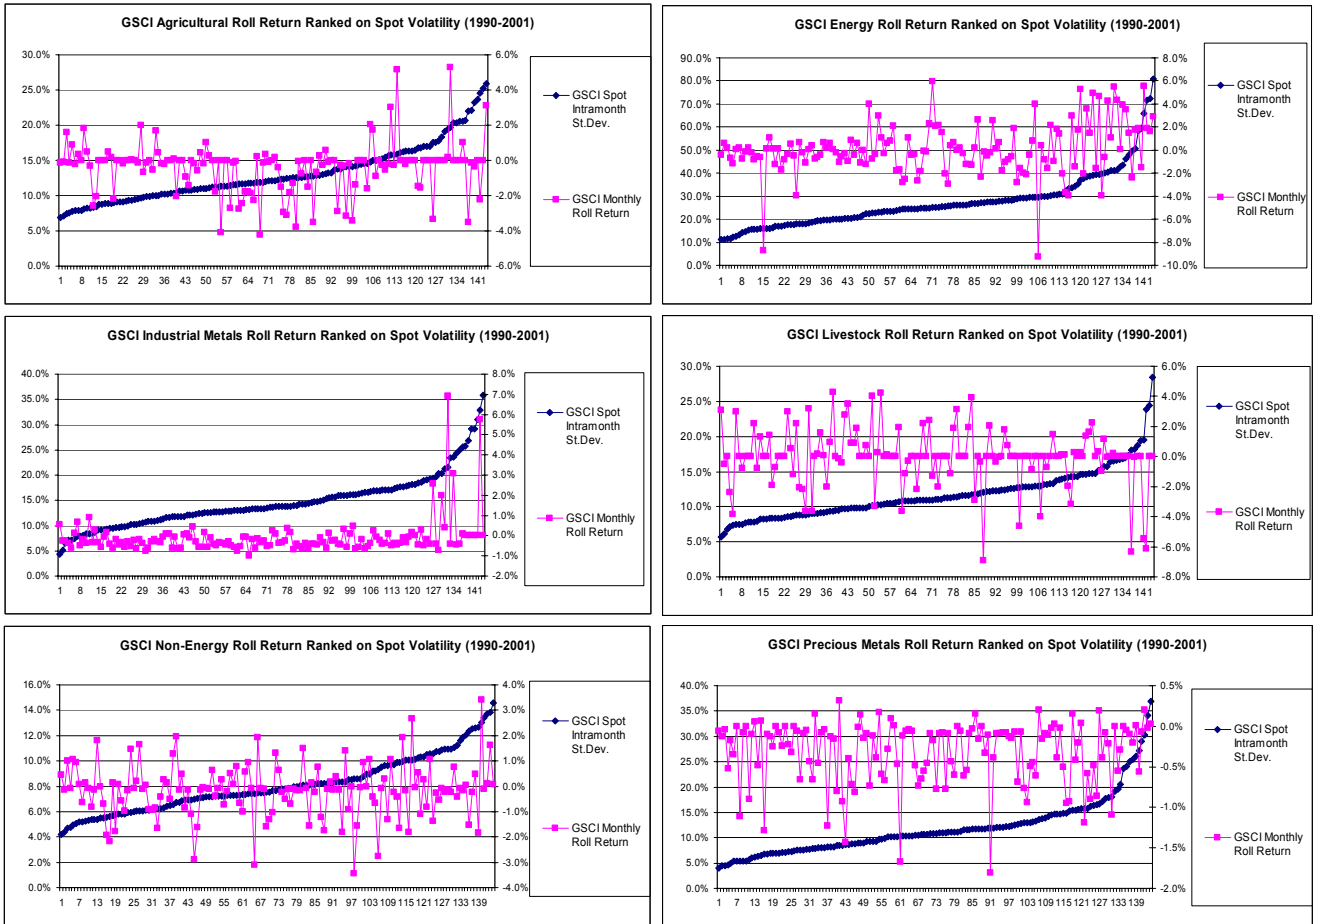 GSCI Agricultural Roll Return Ranked on Spot Volatility (1990-2001)
30.0%
25.0%
20.0%
15.0%
10.0%
5.0%
0.0%
6.0%
4.0%
2.0%
0.0%
-2.0%
-4.0%
-6.0%
1 8 15 22 29 36 43 50 57 64 71 78 85 92 99 106 113 120 127 134 141
GSCI Spot
Intramonth
St.Dev.
GSCI Monthly
Roll Return
GSCI Energy Roll Return Ranked on Spot Volatility (1990-2001)
90.0%
80.0%
70.0%
60.0%
50.0%
40.0%
30.0%
20.0%
10.0%
0.0%
8.0%
6.0%
4.0%
2.0%
0.0%
-2.0%
-4.0%
-6.0%
-8.0%
-10.0%
1 8 15 22 29 36 43 50 57 64 71 78 85 92 99 106 113 120 127 134 141
GSCI Spot
Intramonth
St.Dev.
GSCI Monthly
Roll Return
GSCI Industrial Metals Roll Return Ranked on Spot Volatility (1990-2001)
40.0%
35.0%
30.0%
25.0%
20.0%
15.0%
10.0%
5.0%
0.0%
8.0%
7.0%
6.0%
5.0%
4.0%
3.0%
2.0%
1.0%
0.0%
-1.0%
-2.0%
1 8 15 22 29 36 43 50 57 64 71 78 85 92 99 106 113 120 127 134 141
GSCI Spot
Intramonth
St.Dev.
GSCI Monthly
Roll Return
GSCI Livestock Roll Return Ranked on Spot Volatility (1990-2001)
30.0%
25.0%
20.0%
15.0%
10.0%
5.0%
0.0%
6.0%
4.0%
2.0%
0.0%
-2.0%
-4.0%
-6.0%
-8.0%
1 8 15 22 29 36 43 50 57 64 71 78 85 92 99 106 113 120 127 134 141
GSCI Spot
Intramonth
St.Dev.
GSCI Monthly
Roll Return
GSCI Non-Energy Roll Return Ranked on Spot Volatility (1990-2001)
16.0%
14.0%
12.0%
10.0%
8.0%
6.0%
4.0%
2.0%
0.0%
4.0%
3.0%
2.0%
1.0%
0.0%
-1.0%
-2.0%
-3.0%
-4.0%
1 7 13 19 25 31 37 43 49 55 61 67 73 79 85 91 97 103 109 115 121 127 133 139
GSCI Spot
Intramonth
St.Dev.
GSCI Monthly
Roll Return
GSCI Precious Metals Roll Return Ranked on Spot Volatility (1990-2001)
40.0%
35.0%
30.0%
25.0%
20.0%
15.0%
10.0%
5.0%
0.0%
0.5%
0.0%
-0.5%
-1.0%
-1.5%
-2.0%
1 7 13 19 25 31 37 43 49 55 61 67 73 79 85 91 97 103 109 115 121 127 133 139
GSCI Spot
Intramonth
St.Dev.
GSCI Monthly
Roll Return